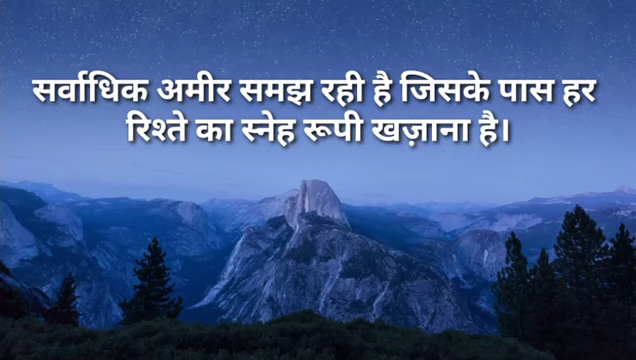 सर्वाधिक अमीर समझ रही है जिसके पास हर
रिश्ते का स्नेह रूपी खज़ाना है।